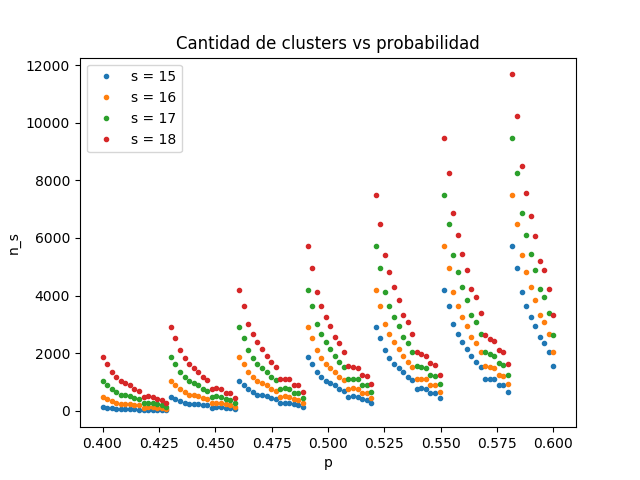 Cantidad de clusters vs probabilidad
12000
10000
8000
6000
4000
2000
0
n_s
s = 15
s = 16
s = 17
s = 18
0.400 0.425 0.450 0.475 0.500 0.525 0.550 0.575 0.600
p